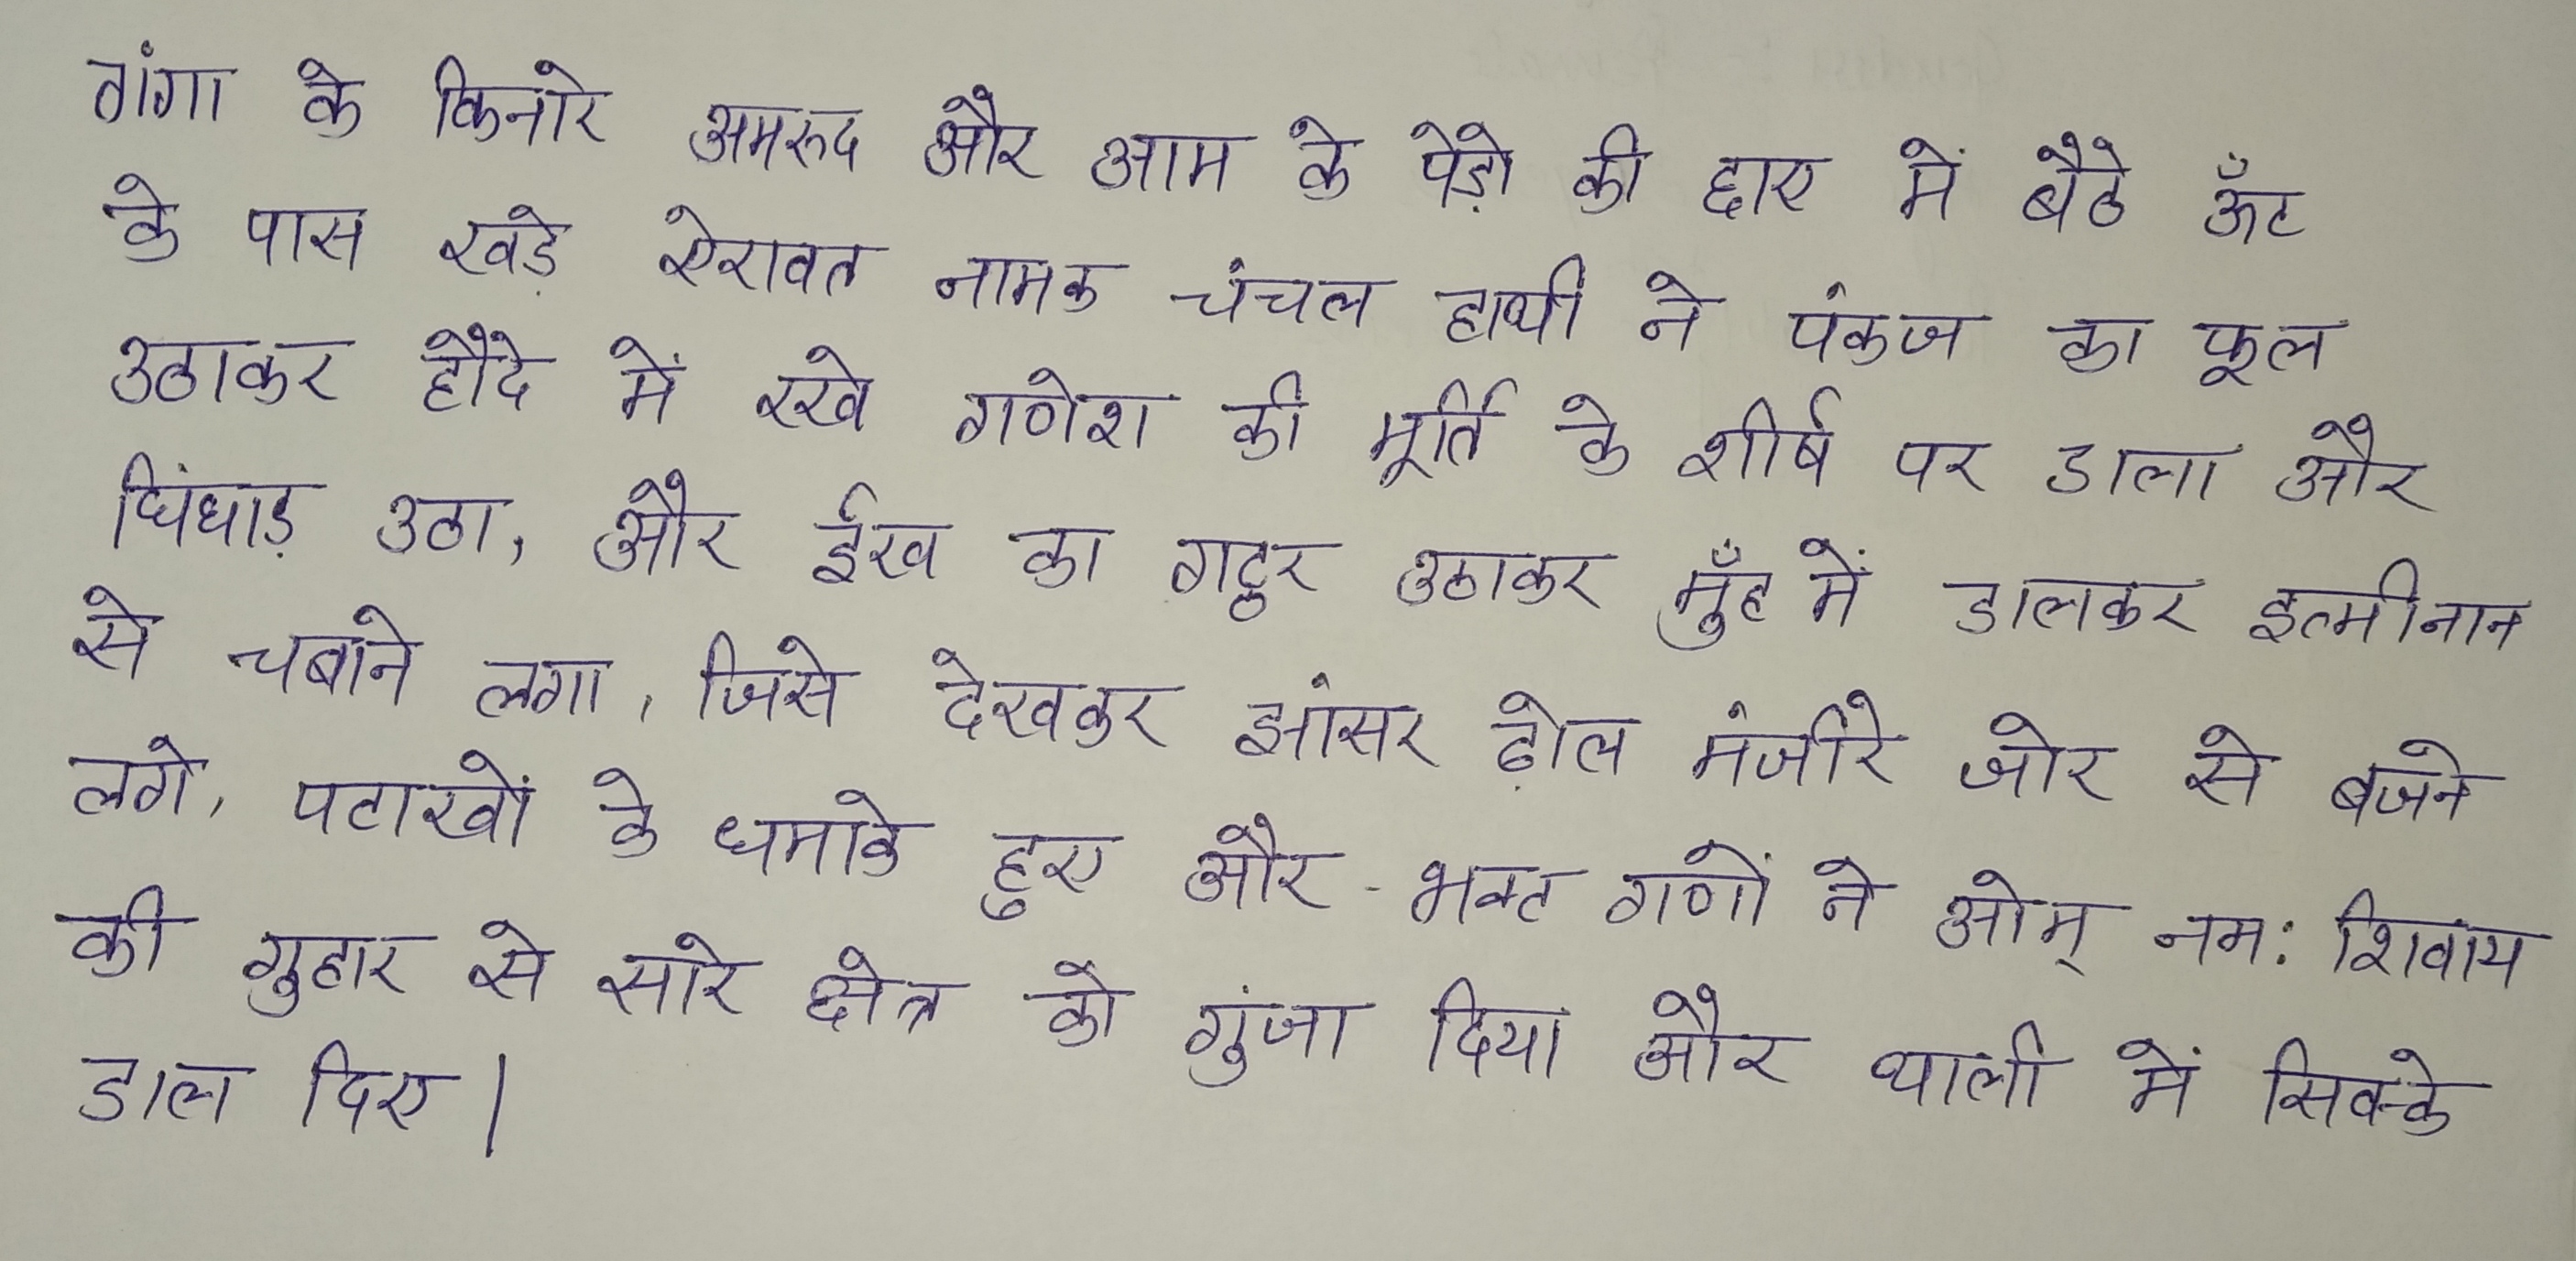 गंगा के किनारे अमरुद और आम के पेड़ो की छाए में बैठे ऊँट
के पास खड़े ऐरावत नामक चंचल हाथी ने पंकज का फूल
उठाकर हौदे में रखे गणेश की मूर्ति के शीर्ष पर डाला और
घिंघाड़ उठा, और ईख का गट्ठर उठाकर मुँह में डालकर इत्मीनान
से चबाने लगा, जिसे देखकर झांसर ढ़ोल मंजीरे जोर से बजने
लगे, पटाखों के धमाके हुए और भक्त गणों ने ओम् नम: शिवाय
की गुहार से सारे क्षेत्र को गुंजा दिया और थाली में सिक्के
डाल दिए।